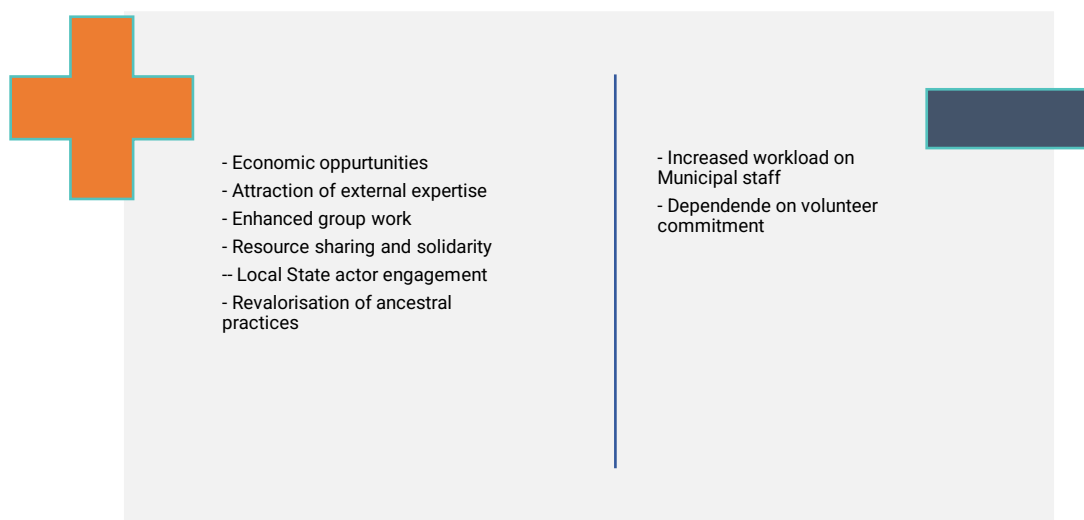 - Economic oppurtunities
- Attraction of external expertise
- Enhanced group work
- Resource sharing and solidarity
-- Local State actor engagement
- Revalorisation of ancestral
practices
- Increased workload on
Municipal staff
- Dependende on volunteer
commitment